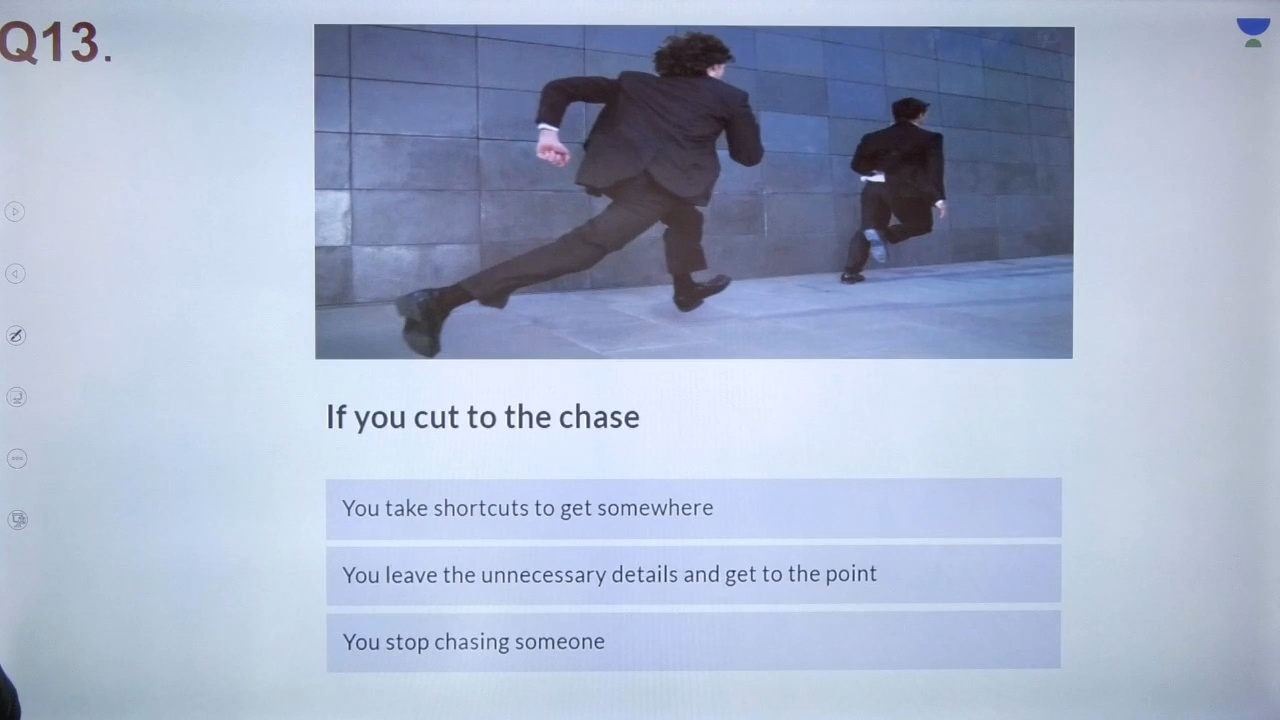 Q13.
If you cut to the chase
You take shortcuts to get somewhere
You leave the unnecessary details and get to the point
You stop chasing someone